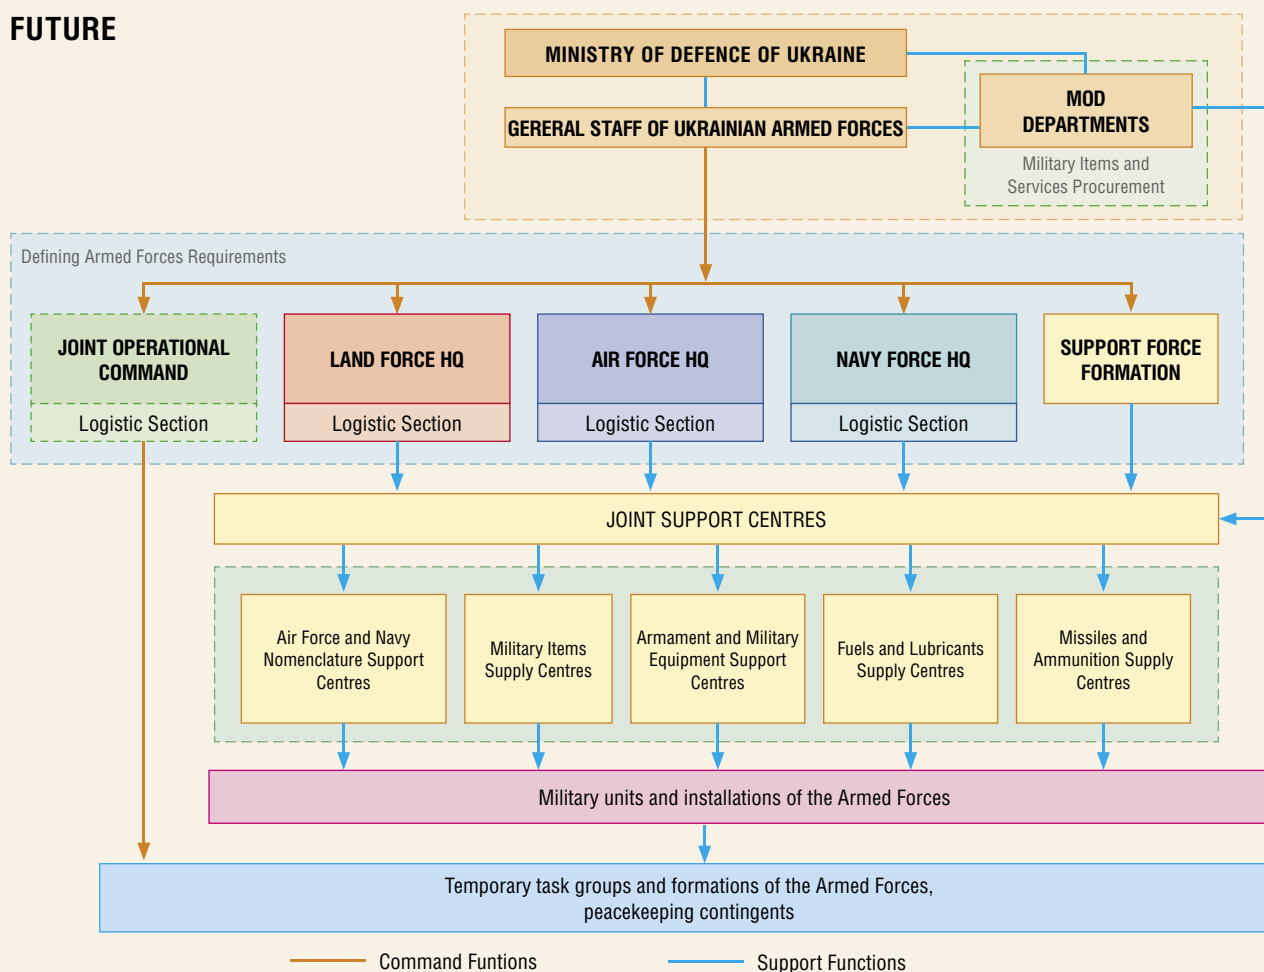 FUTURE
MINISTRY OF DEFENCE OF UKRAINE
GERERAL STAFF OF UKRAINIAN ARMED FORCES
MOD
DEPARTMENTS
Military Items and
Services Procurement
Defining Armed Forces Requirements
JOINT OPERATIONAL
COMMAND
Logistic Section
LAND FORCE HQ
Logistic Section
AIR FORCE HQ
Logistic Section
NAVY FORCE HQ
Logistic Section
SUPPORT FORCE
FORMATION
JOINT SUPPORT CENTRES
Air Force and Navy
Nomenclature Support
Centres
Military Items
Supply Centres
Armament and Military
Equipment Support
Centres
Fuels and Lubricants
Supply Centres
Missiles and
Ammunition Supply
Centres
Military units and installations of the Armed Forces
Temporary task groups and formations of the Armed Forces,
peacekeeping contingents
Command Funtions
Support Functions